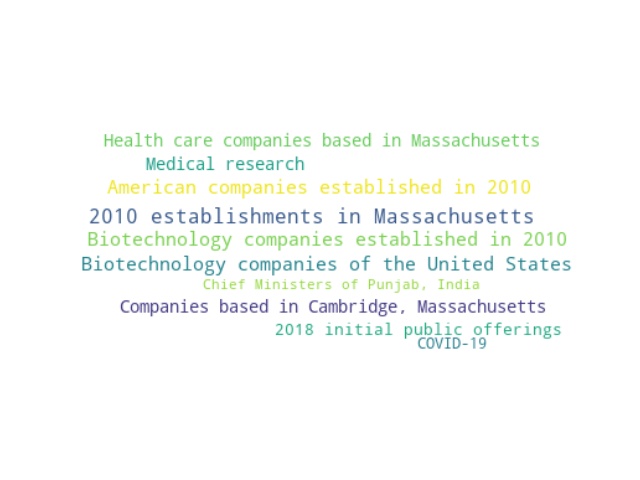 Health care companies based in Massachusetts
Medical research
American companies established in 2010
2010 establishments in Massachusetts
Biotechnology companies established in 2010
Biotechnology companies of the United States
Chief Ministers of Punjab, India
Companies based in Cambridge, Massachusetts
2018 initial public offerings
COVID-19